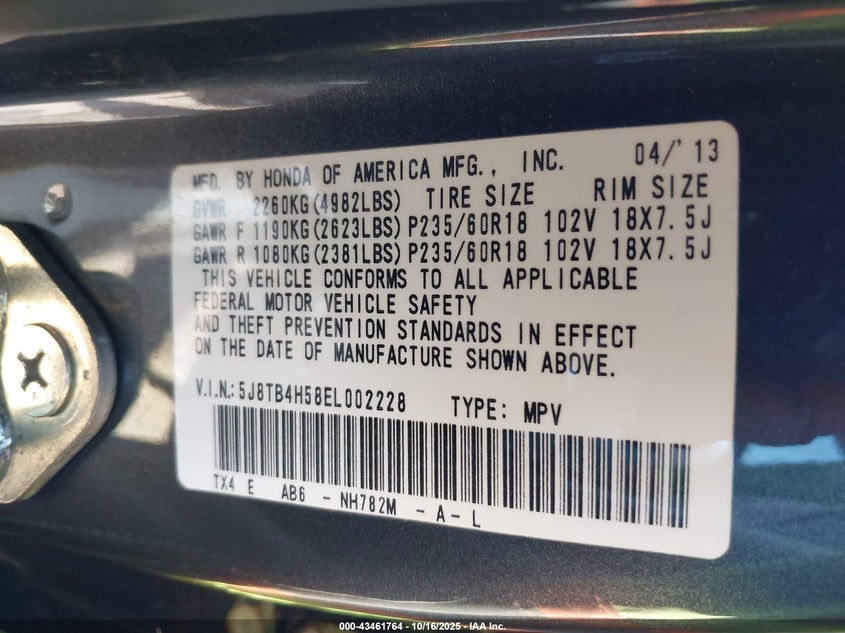 MFD. BY HONDA OF AMERICA MFG., INC. 04/'13
GVWR 2260KG(4982LBS) TIRE SIZE RIM SIZE
GAWR F 1190KG(2623LBS) P235/60R18 102V 18X7.5J
GAWR R 1080KG(2381LBS) P235/60R18 102V 18X7.5J
THIS VEHICLE CONFORMS TO ALL APPLICABLE
FEDERAL MOTOR VEHICLE SAFETY
AND THEFT PREVENTION STANDARDS IN EFFECT
ON THE DATE OF MANUFACTURE SHOWN ABOVE.
V.I.N.: 5J8TB4H58EL002228 TYPE: MPV
TX4 E AB6 - NH782M - A - L
000-43461764 - 10/16/2025 - IAA Inc.